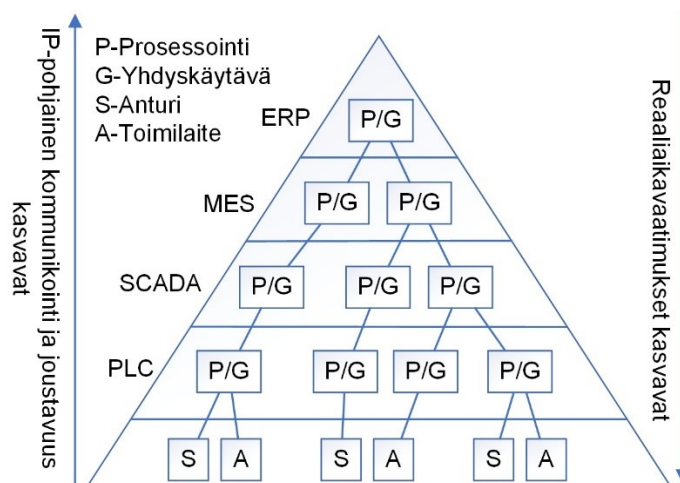 IP-pohjainen kommunikointi ja joustavuus
kasvavat
P-Prosessointi
G-Yhdyskäytävä
S-Anturi
A-Toimilaite
ERP
P/G
MES
P/G P/G
SCADA
P/G P/G P/G
PLC
P/G P/G P/G P/G
S A S A S A
Reaaliaikavaatimukset kasvavat